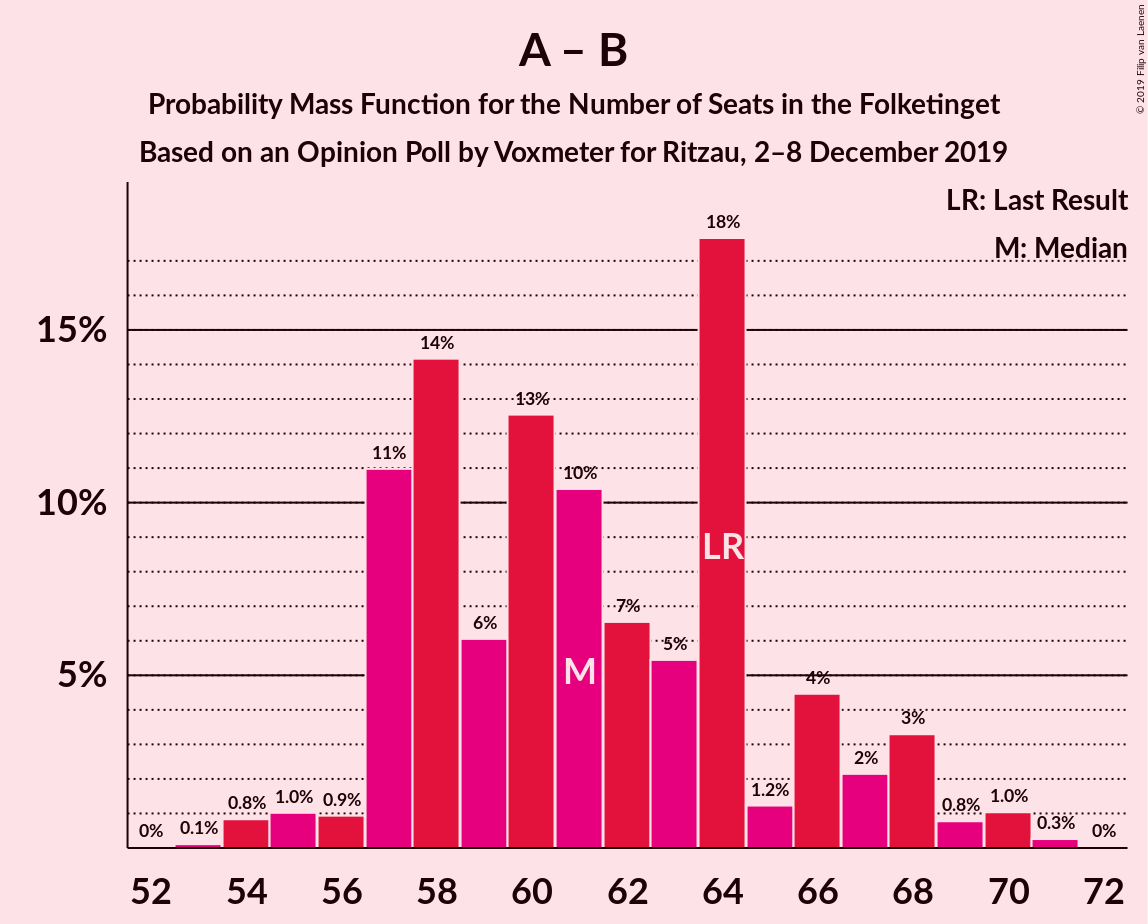 A – B
Probability Mass Function for the Number of Seats in the Folketinget
Based on an Opinion Poll by Voxmeter for Ritzau, 2–8 December 2019
© 2019 Filip van Laenen
LR: Last Result
M: Median
18%
15%
14%
13%
11%
10%
10%
LR
7%
6%
5%
M
5%
4%
3%
2%
1.2%
0.8%
1.0%
0.9%
0.8%
1.0%
0%
0.1%
0.3%
0%
52 54 56 58 60 62 64 66 68 70 72